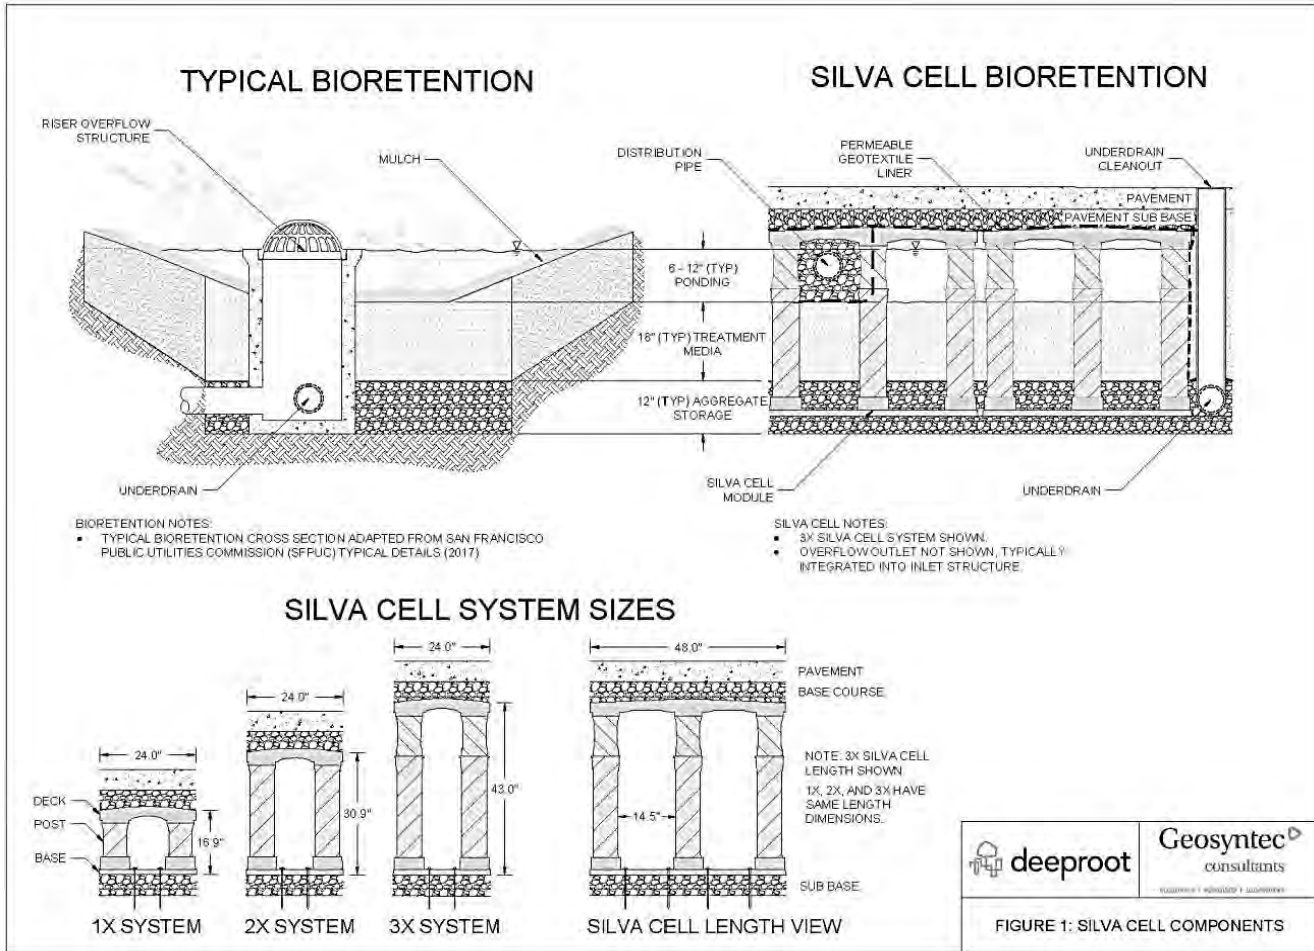 TYPICAL BIORETENTION
RISER OVERFLOW
STRUCTURE
MULCH
UNDERDRAIN
BIORETENTION NOTES:
• TYPICAL BIORETENTION CROSS SECTION ADAPTED FROM SAN FRANCISCO
PUBLIC UTILITIES COMMISSION (SFPUC) TYPICAL DETAILS (2017)
6 - 12" (TYP)
PONDING
18" (TYP) TREATMENT
MEDIA
12" (TYP) AGGREGATE
STORAGE
SILVA CELL BIORETENTION
DISTRIBUTION
PIPE
PERMEABLE
GEOTEXTILE
LINER
UNDERDRAIN
CLEANOUT
PAVEMENT
PAVEMENT SUB BASE
SILVA CELL
MODULE
UNDERDRAIN
SILVA CELL NOTES:
• 3X SILVA CELL SYSTEM SHOWN.
• OVERFLOW OUTLET NOT SHOWN, TYPICALLY
INTEGRATED INTO INLET STRUCTURE.
SILVA CELL SYSTEM SIZES
24.0"
DECK
POST
BASE
16.9"
1X SYSTEM
24.0"
30.9"
2X SYSTEM
24.0"
43.0"
3X SYSTEM
48.0"
PAVEMENT
BASE COURSE
14.5"
NOTE: 3X SILVA CELL
LENGTH SHOWN
1X, 2X, AND 3X HAVE
SAME LENGTH
DIMENSIONS.
SUB BASE
SILVA CELL LENGTH VIEW
deeproot
Geosyntec
consultants
FIGURE 1: SILVA CELL COMPONENTS